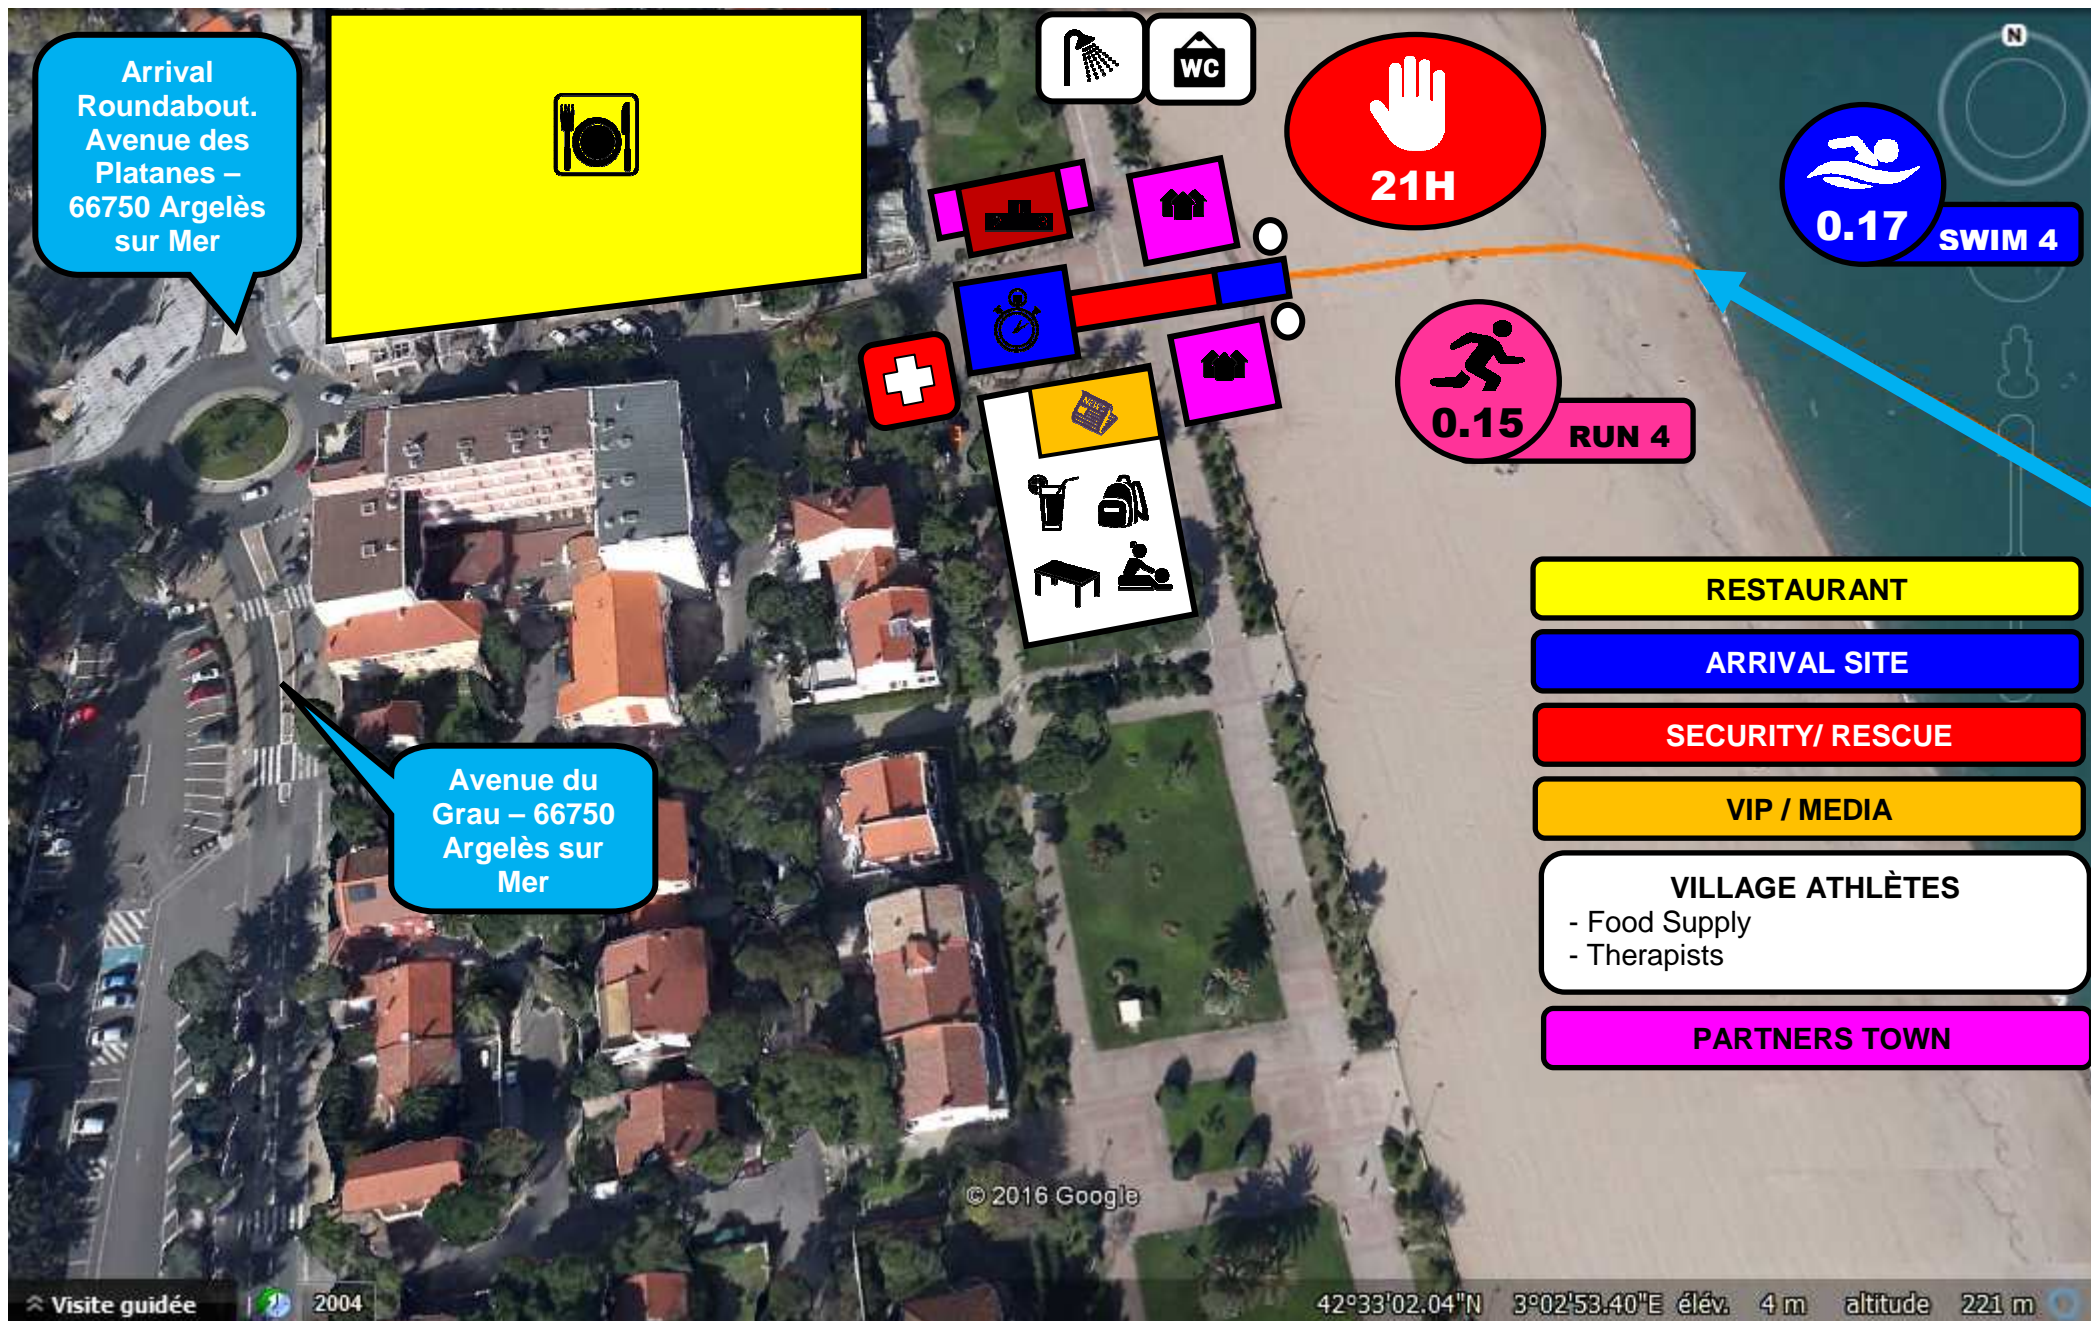 Arrival
Roundabout.
Avenue des
Platanes –
66750 Argelès
sur Mer
WC
21H
N
0.17
SWIM 4
0.15
RUN 4
NEWS
RESTAURANT
ARRIVAL SITE
SECURITY/ RESCUE
VIP / MEDIA
VILLAGE ATHLÈTES
- Food Supply
- Therapists
PARTNERS TOWN
Avenue du
Grau – 66750
Argelès sur
Mer
© 2016 Google
Visite guidée
2004
42°33'02.04"N 3°02'53.40"E élév. 4 m altitude 221 m